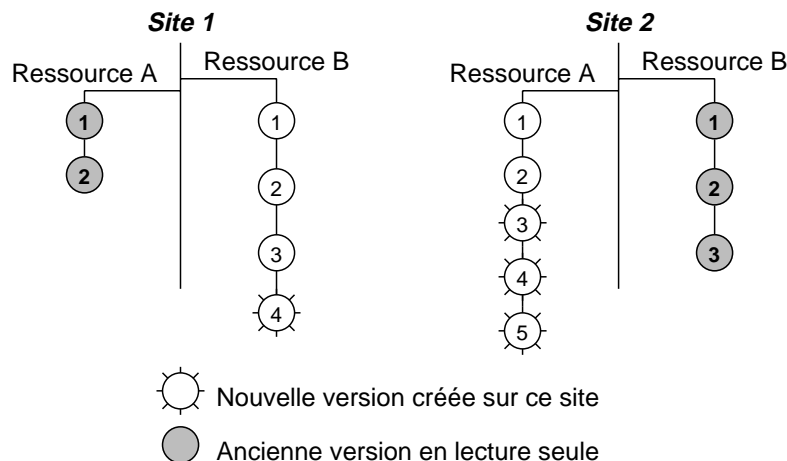 Site 1
Site 2
Ressource A
Ressource B
Ressource A
Ressource B
1
2
1
2
3
4
1
2
3
4
5
1
2
3
Nouvelle version créée sur ce site
Ancienne version en lecture seule